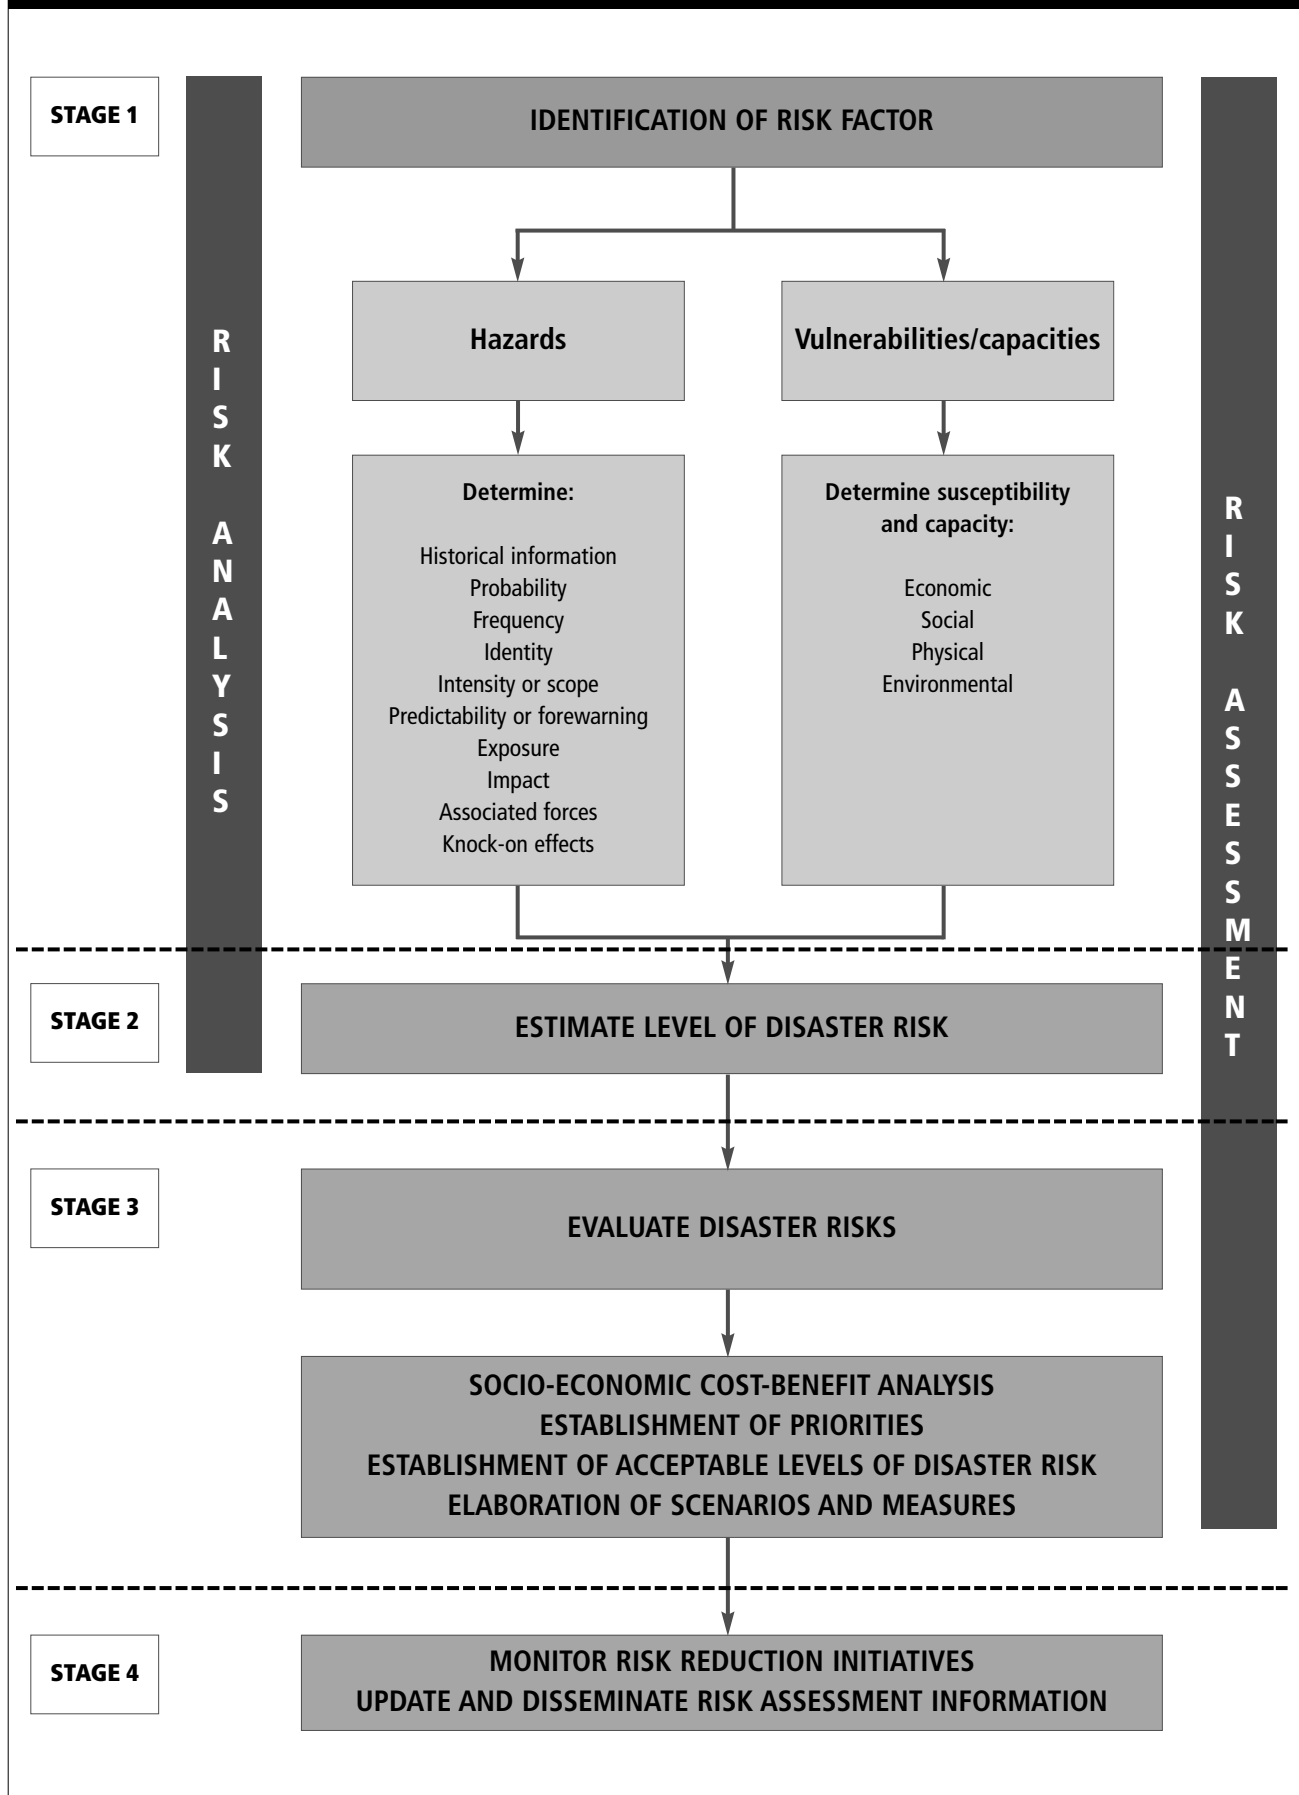 STAGE 1
IDENTIFICATION OF RISK FACTOR
Hazards
Vulnerabilities/capacities
RISK ANALYSIS
Determine:
Historical information
Probability
Frequency
Identity
Intensity or scope
Predictability or forewarning
Exposure
Impact
Associated forces
Knock-on effects
Determine susceptibility
and capacity:
Economic
Social
Physical
Environmental
RISK ASSESSMENT
STAGE 2
ESTIMATE LEVEL OF DISASTER RISK
STAGE 3
EVALUATE DISASTER RISKS
SOCIO-ECONOMIC COST-BENEFIT ANALYSIS
ESTABLISHMENT OF PRIORITIES
ESTABLISHMENT OF ACCEPTABLE LEVELS OF DISASTER RISK
ELABORATION OF SCENARIOS AND MEASURES
STAGE 4
MONITOR RISK REDUCTION INITIATIVES
UPDATE AND DISSEMINATE RISK ASSESSMENT INFORMATION